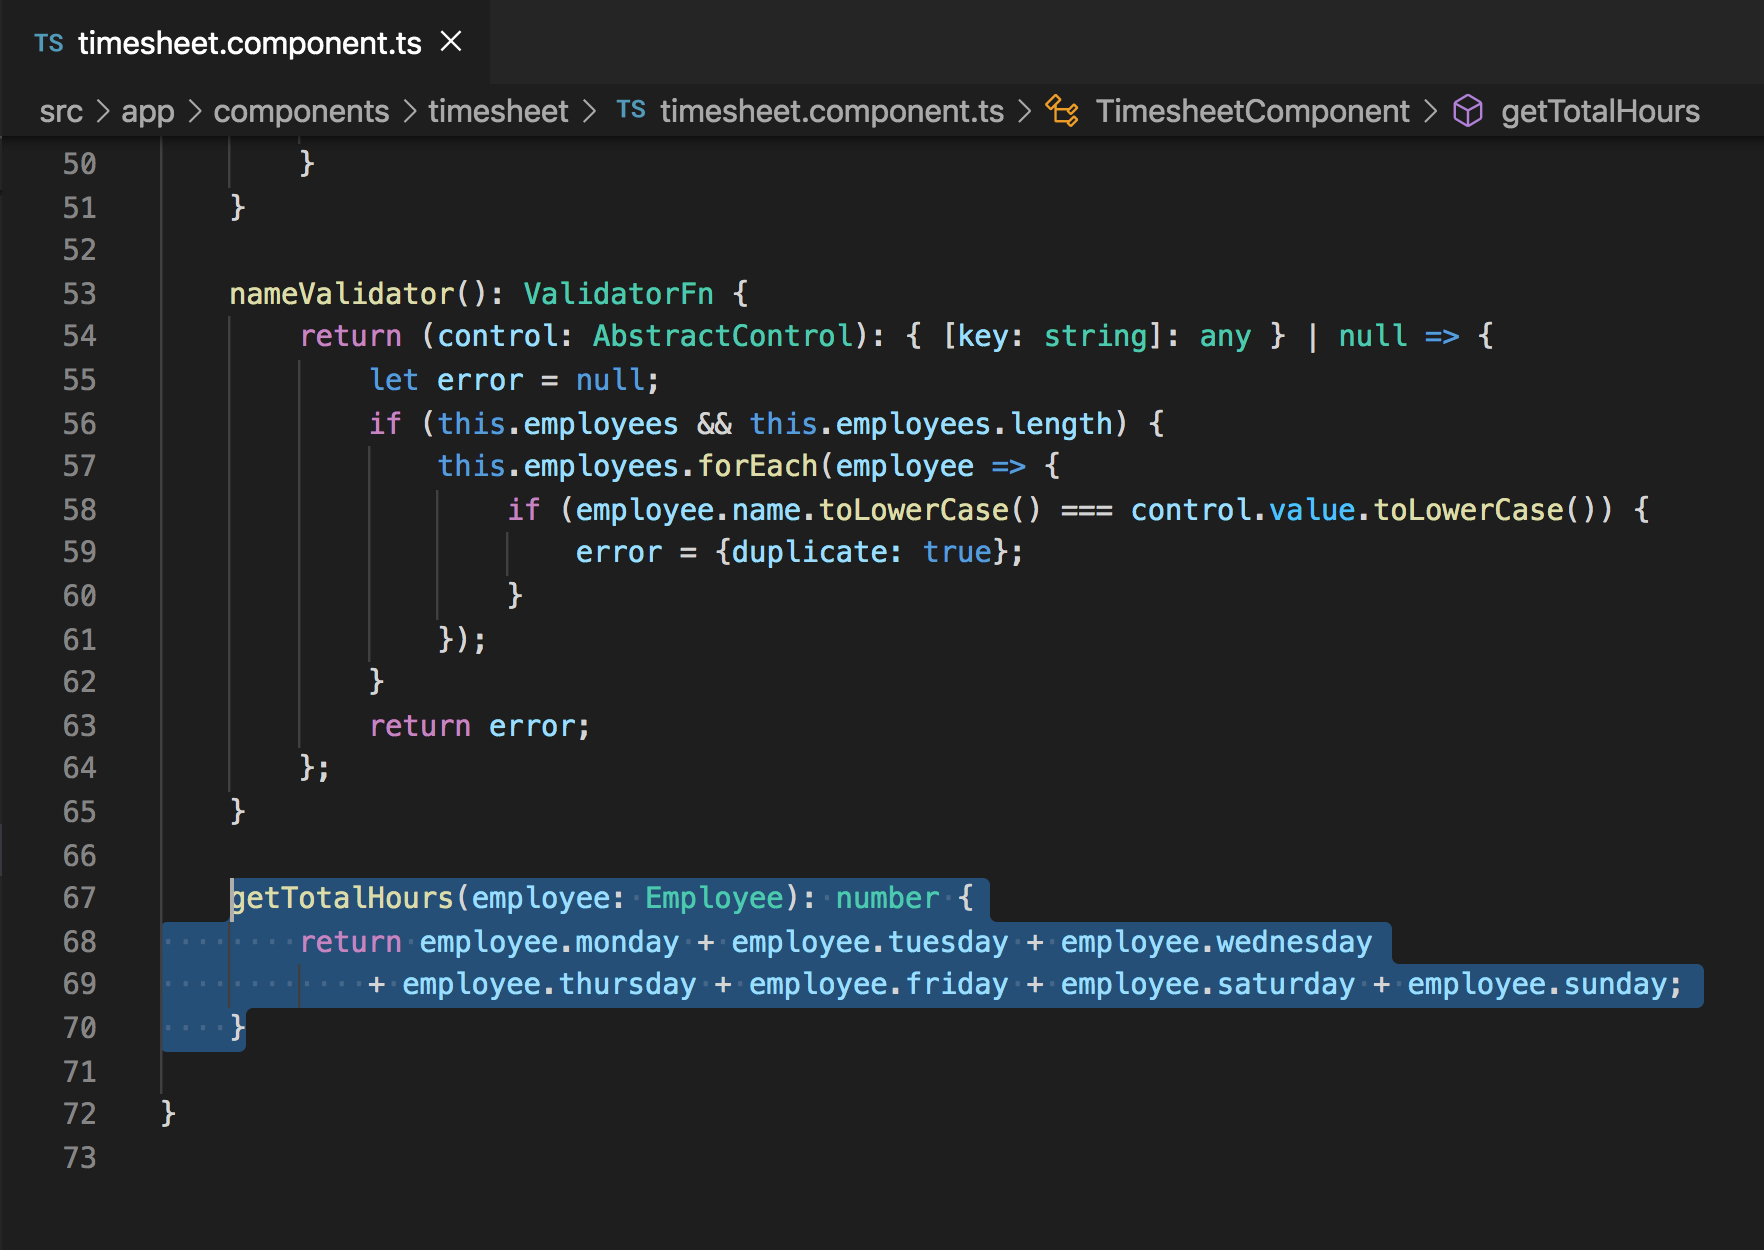 TS timesheet.component.ts ×
src > app > components > timesheet > TS timesheet.component.ts > TimesheetComponent > getTotalHours
50             }
51         }
52
53         nameValidator(): ValidatorFn {
54             return (control: AbstractControl): { [key: string]: any } | null => {
55                 let error = null;
56                 if (this.employees && this.employees.length) {
57                     this.employees.forEach(employee => {
58                         if (employee.name.toLowerCase() === control.value.toLowerCase()) {
59                             error = {duplicate: true};
60                         }
61                     });
62                 }
63                 return error;
64             };
65         }
66
67         getTotalHours(employee: Employee): number {
68             return employee.monday + employee.tuesday + employee.wednesday
69                 + employee.thursday + employee.friday + employee.saturday + employee.sunday;
70         }
71
72     }
73